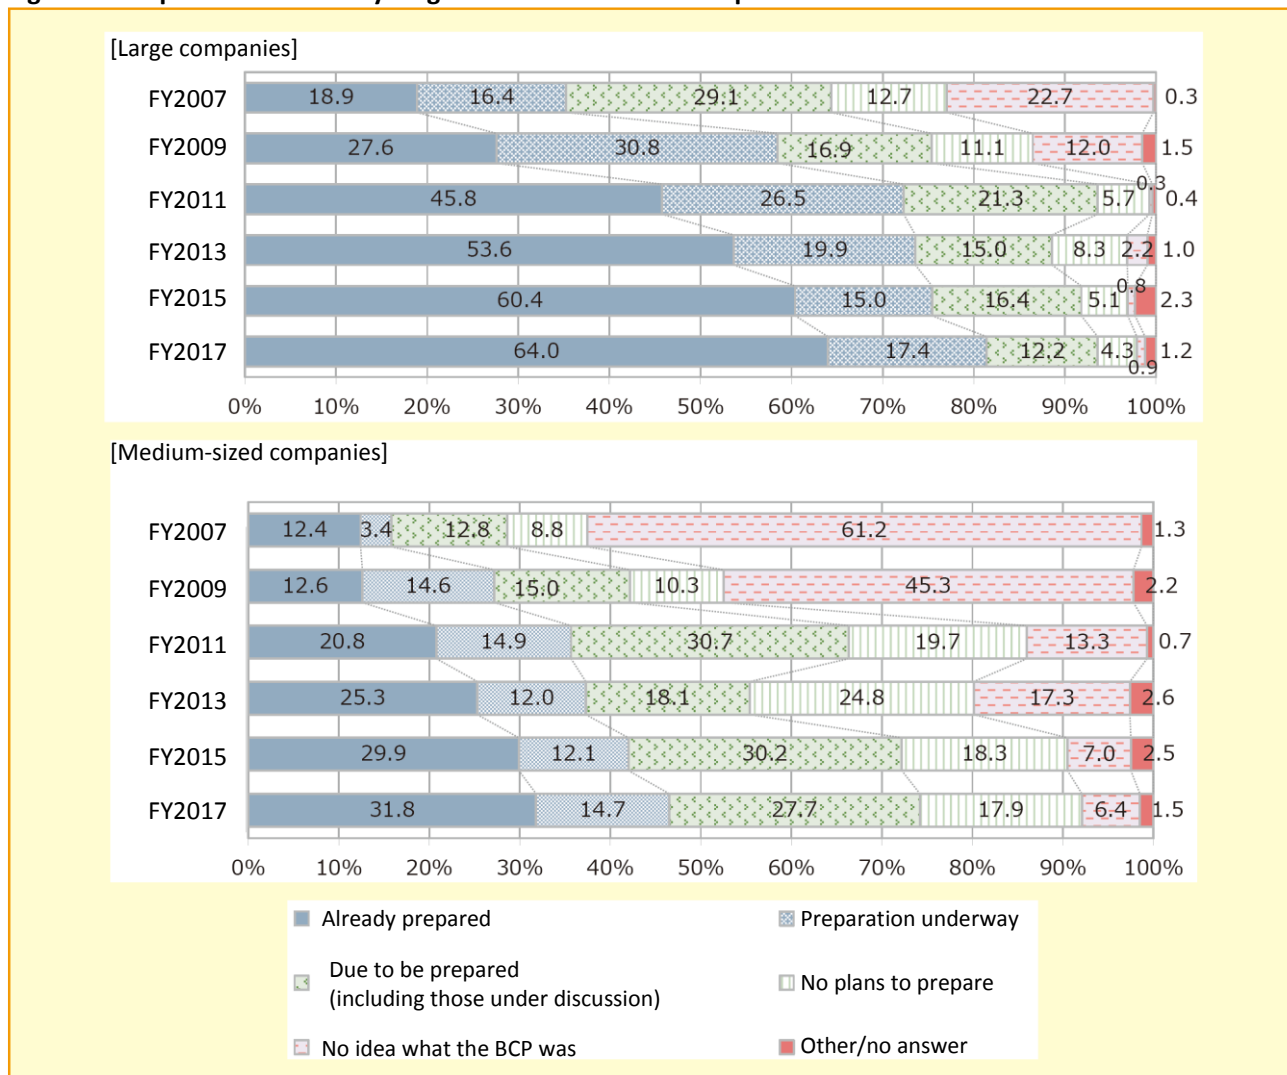 [Large companies]
FY2007 18.9 16.4 29.1 12.7 22.7 0.3
FY2009 27.6 30.8 16.9 11.1 12.0 1.5
FY2011 45.8 26.5 21.3 5.7 0.3 0.4
FY2013 53.6 19.9 15.0 8.3 2.2 1.0
FY2015 60.4 15.0 16.4 5.1 0.8 2.3
FY2017 64.0 17.4 12.2 4.3 0.9 1.2
0% 10% 20% 30% 40% 50% 60% 70% 80% 90% 100%
[Medium-sized companies]
FY2007 12.4 3.4 12.8 8.8 61.2 1.3
FY2009 12.6 14.6 15.0 10.3 45.3 2.2
FY2011 20.8 14.9 30.7 19.7 13.3 0.7
FY2013 25.3 12.0 18.1 24.8 17.3 2.6
FY2015 29.9 12.1 30.2 18.3 7.0 2.5
FY2017 31.8 14.7 27.7 17.9 6.4 1.5
0% 10% 20% 30% 40% 50% 60% 70% 80% 90% 100%
Already prepared
Preparation underway
Due to be prepared
(including those under discussion)
No plans to prepare
No idea what the BCP was
Other/no answer